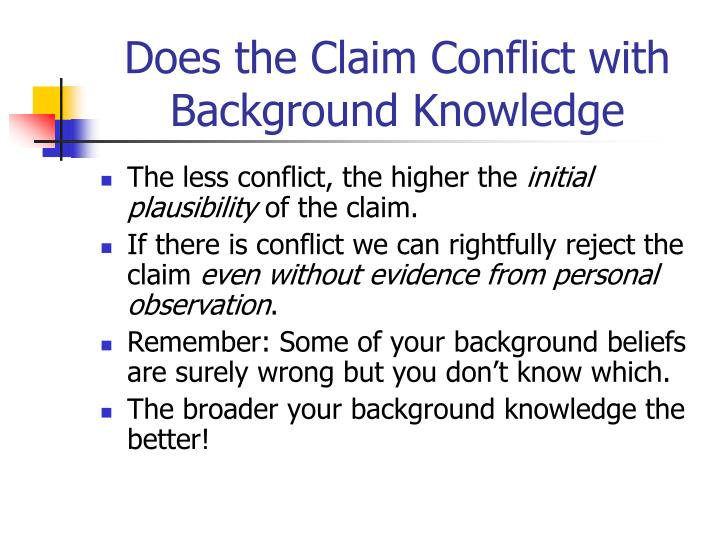 Does the Claim Conflict with
Background Knowledge
The less conflict, the higher the initial
plausibility of the claim.
If there is conflict we can rightfully reject the
claim even without evidence from personal
observation.
Remember: Some of your background beliefs
are surely wrong but you don’t know which.
The broader your background knowledge the
better!